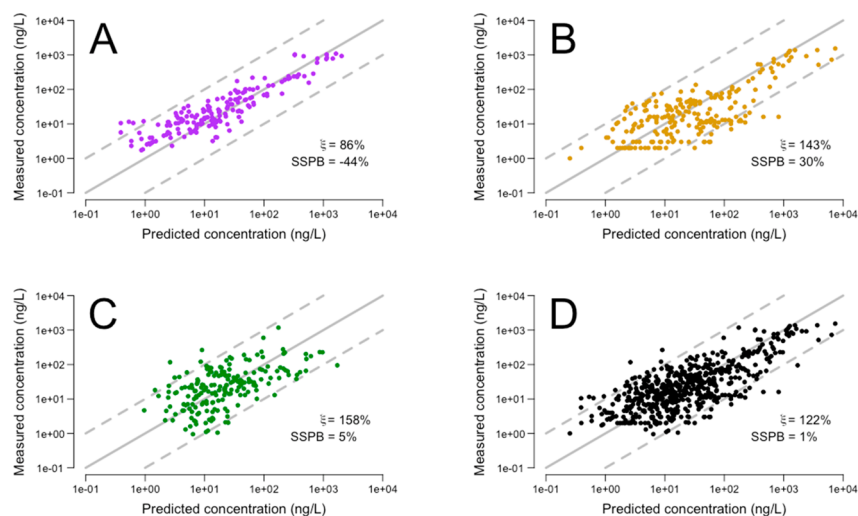 A
Measured concentration (ng/L)
1e+04
1e+03
1e+02
1e+01
1e+00
1e-01
ξ = 86%
SSPB = -44%
1e-01 1e+00 1e+01 1e+02 1e+03 1e+04
Predicted concentration (ng/L)
B
Measured concentration (ng/L)
1e+04
1e+03
1e+02
1e+01
1e+00
1e-01
ξ = 143%
SSPB = 30%
1e-01 1e+00 1e+01 1e+02 1e+03 1e+04
Predicted concentration (ng/L)
C
Measured concentration (ng/L)
1e+04
1e+03
1e+02
1e+01
1e+00
1e-01
ξ = 158%
SSPB = 5%
1e-01 1e+00 1e+01 1e+02 1e+03 1e+04
Predicted concentration (ng/L)
D
Measured concentration (ng/L)
1e+04
1e+03
1e+02
1e+01
1e+00
1e-01
ξ = 122%
SSPB = 1%
1e-01 1e+00 1e+01 1e+02 1e+03 1e+04
Predicted concentration (ng/L)